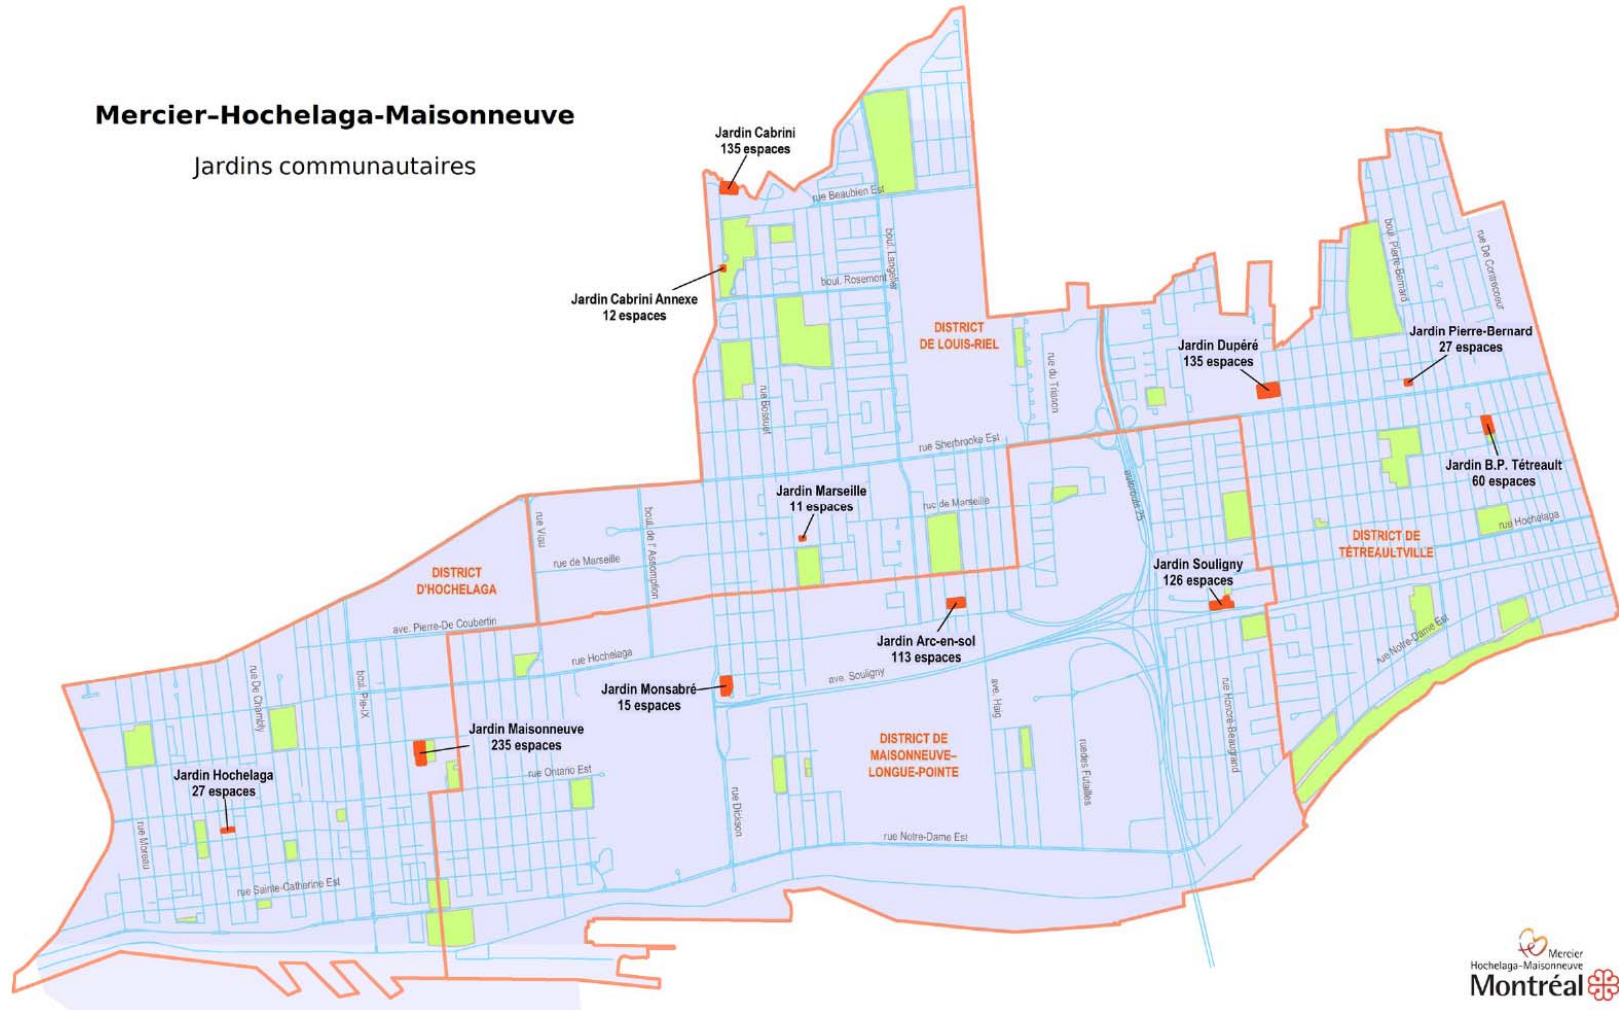 Mercier–Hochelaga-Maisonneuve
Jardins communautaires
Jardin Cabrini
135 espaces
rue Beaubien Est
boul. Langelier
boul. Rosemont
Jardin Cabrini Annexe
12 espaces
DISTRICT
DE LOUIS-RIEL
rue du Trianon
rue Bossuet
boul. Pierre-Bernard
rue De Contrecoeur
Jardin Pierre-Bernard
27 espaces
Jardin Dupéré
135 espaces
rue Sherbrooke Est
Jardin B.P. Tétreault
60 espaces
Jardin Marseille
11 espaces
rue de Marseille
autoroute 25
rue Hochelaga
DISTRICT DE
TÉTREAULTVILLE
rue Viau
boul. de l' Assomption
rue de Marseille
DISTRICT
D'HOCHELAGA
Jardin Souligny
126 espaces
ave. Pierre-De Coubertin
Jardin Arc-en-sol
113 espaces
rue Notre-Dame Est
rue Hochelaga
ave. Souligny
Jardin Monsabré
15 espaces
rue De Chambly
boul. Pie-IX
ave. Haig
rue Honoré-Beaugrand
Jardin Maisonneuve
235 espaces
DISTRICT DE
MAISONNEUVE–
LONGUE-POINTE
ruedes Futailles
rue Ontario Est
Jardin Hochelaga
27 espaces
rue Dickson
rue Moreau
rue Notre-Dame Est
rue Sainte-Catherine Est
Mercier
Hochelaga-Maisonneuve
Montréal